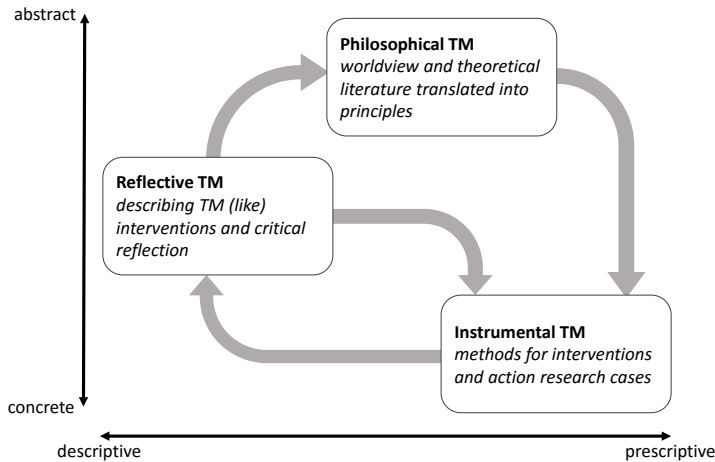 abstract
Philosophical TM
worldview and theoretical
literature translated into
principles
Reflective TM
describing TM (like)
interventions and critical
reflection
Instrumental TM
methods for interventions
and action research cases
concrete
descriptive
prescriptive